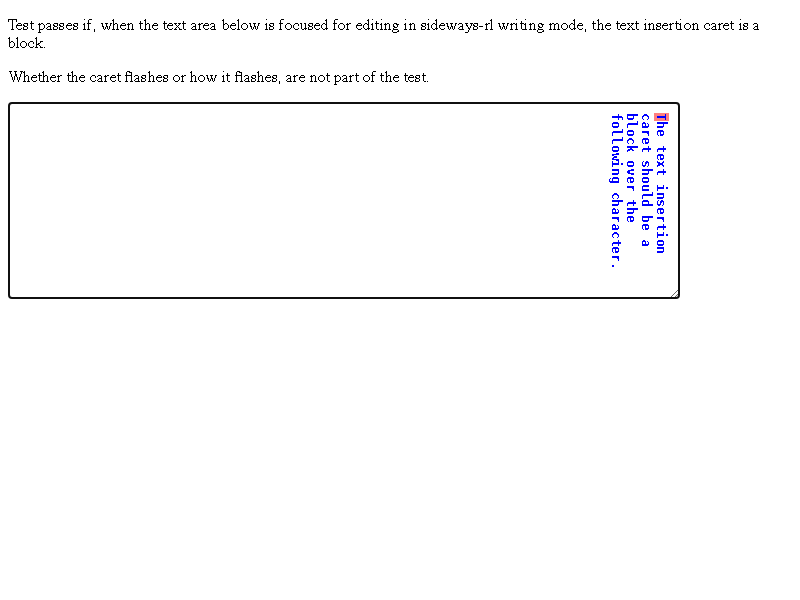 Test passes if, when the text area below is focused for editing in sideways-rl writing mode, the text insertion caret is a
block.
Whether the caret flashes or how it flashes, are not part of the test.
The text insertion
caret should be a
block over the
following character.